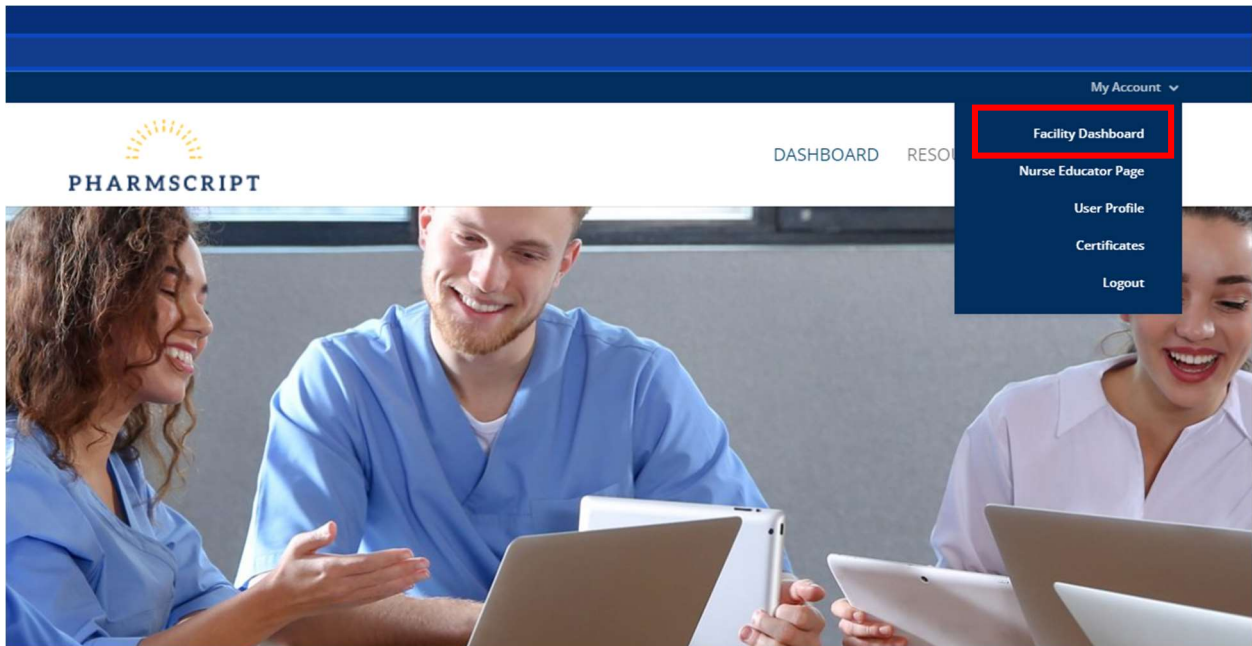 My Account
PHARMSCRIPT
DASHBOARD
Facility Dashboard
Nurse Educator Page
User Profile
Certificates
Logout